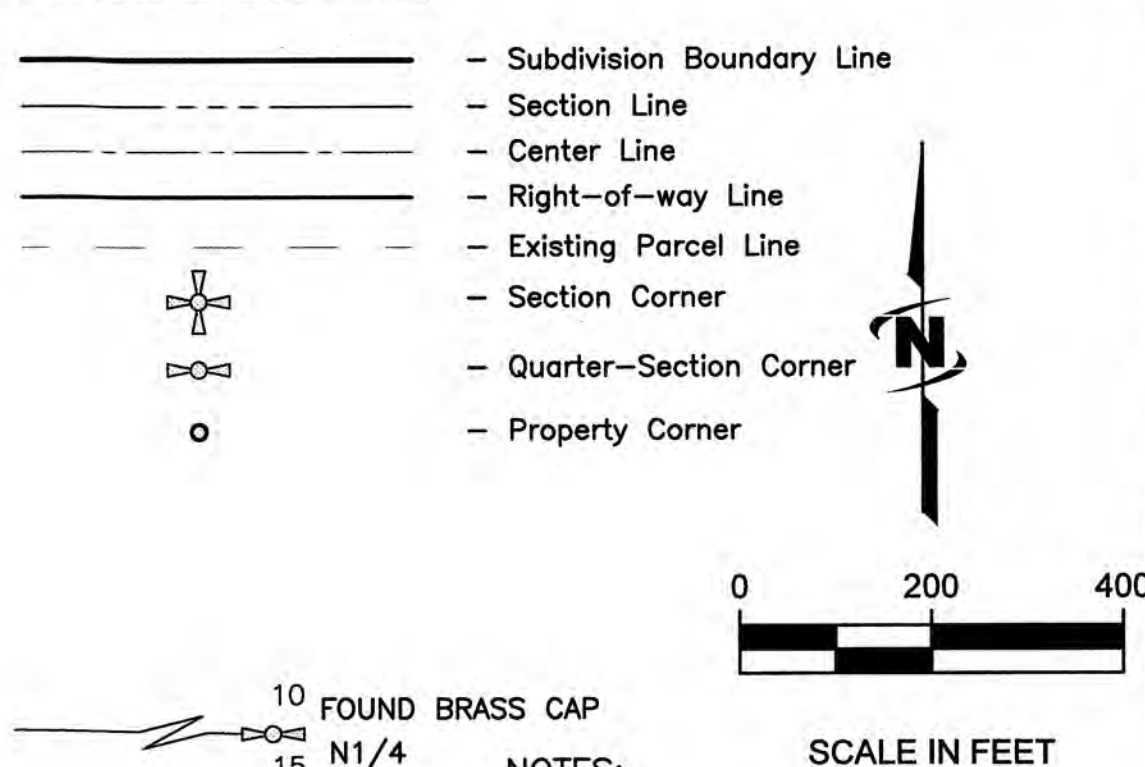 – Subdivision Boundary Line
– Section Line
– Center Line
– Right–of–way Line
– Existing Parcel Line
– Section Corner
– Quarter–Section Corner
– Property Corner
N
0 200 400
SCALE IN FEET
10 FOUND BRASS CAP
15 N1/4
NOTES: